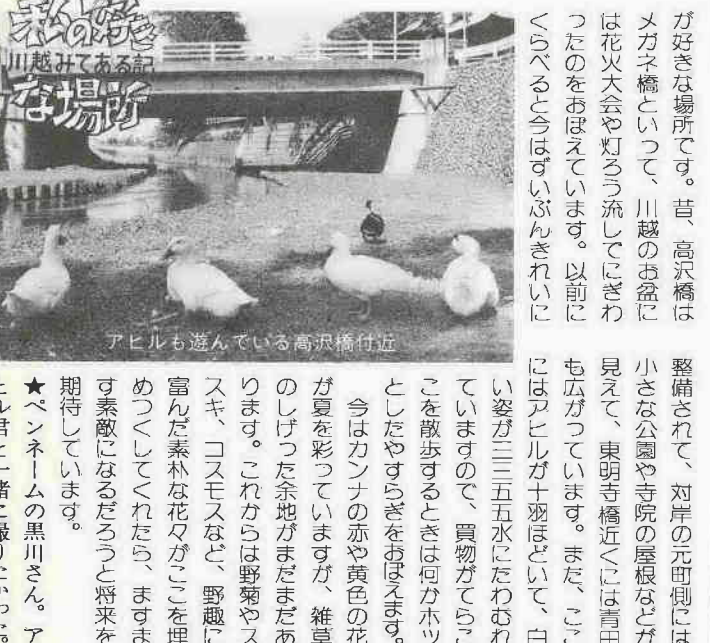 私の好き
川越みてある記
な場所
が好きな場所です。昔、高沢橋は
メガネ橋といって、川越のお盆に
は花火大会や灯ろう流しでにぎわ
ったのをおぼえています。以前に
くらべると今はずいぶんきれいに
アヒルも遊んでいる高沢橋付近
整備されて、対岸の元町側には
小さな公園や寺院の屋根などが
見えて、東明寺橋近くには青田
も広がっています。また、ここ
にはアヒルが十羽ほどいて、白
い姿が三三五五水にたわむれ
ていますので、買物がてらこ
こを散歩するときは何かホッ
としたやすらぎをおぼえます。
今はカンナの赤や黄色の花
が夏を彩っていますが、雑草
のしげった余地がまだまだあ
ります。これからは野菊やス
スキ、コスモスなど、野趣に
富んだ素朴な花々がここを埋
めつくしてくれたら、ますま
す素敵になるだろうと将来を
期待しています。
★ペンネームの黒川さん。ア
ヒル君と一緒に撮りたかった。